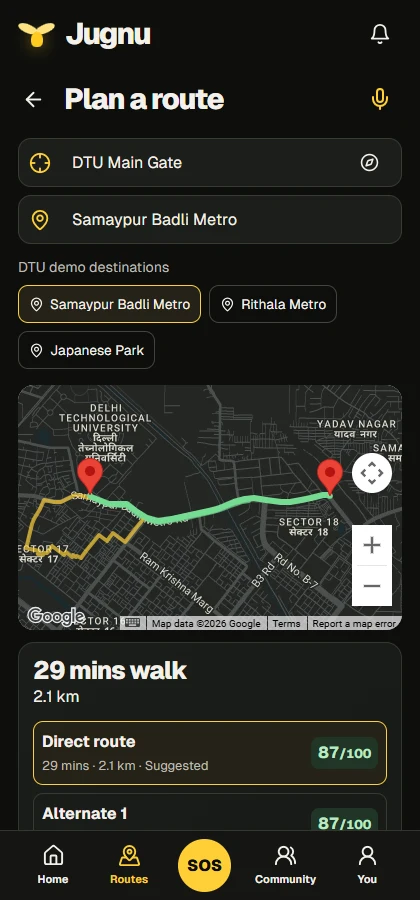 Jugnu
Plan a route
DTU Main Gate
Samaypur Badli Metro
DTU demo destinations
Samaypur Badli Metro
Rithala Metro
Japanese Park
DELHI
TECHNOLOGICAL
UNIVERSITY
दिल्ली
तेच्नोलॉगिकल
यूनिवर्सिटी
YADAV NAGAR
यादव नगर
SAMA
SECTOR 18
सेक्टर 18
ECTOR 17
सेक्टर 17
Ram Krishna Marg
B3 Rd
Rd No. B-7
Google
Map data ©2026 Google
Terms
Report a map error
29 mins walk
2.1 km
Direct route
29 mins · 2.1 km · Suggested
87/100
Alternate 1
87/100
Home
Routes
SOS
Community
You